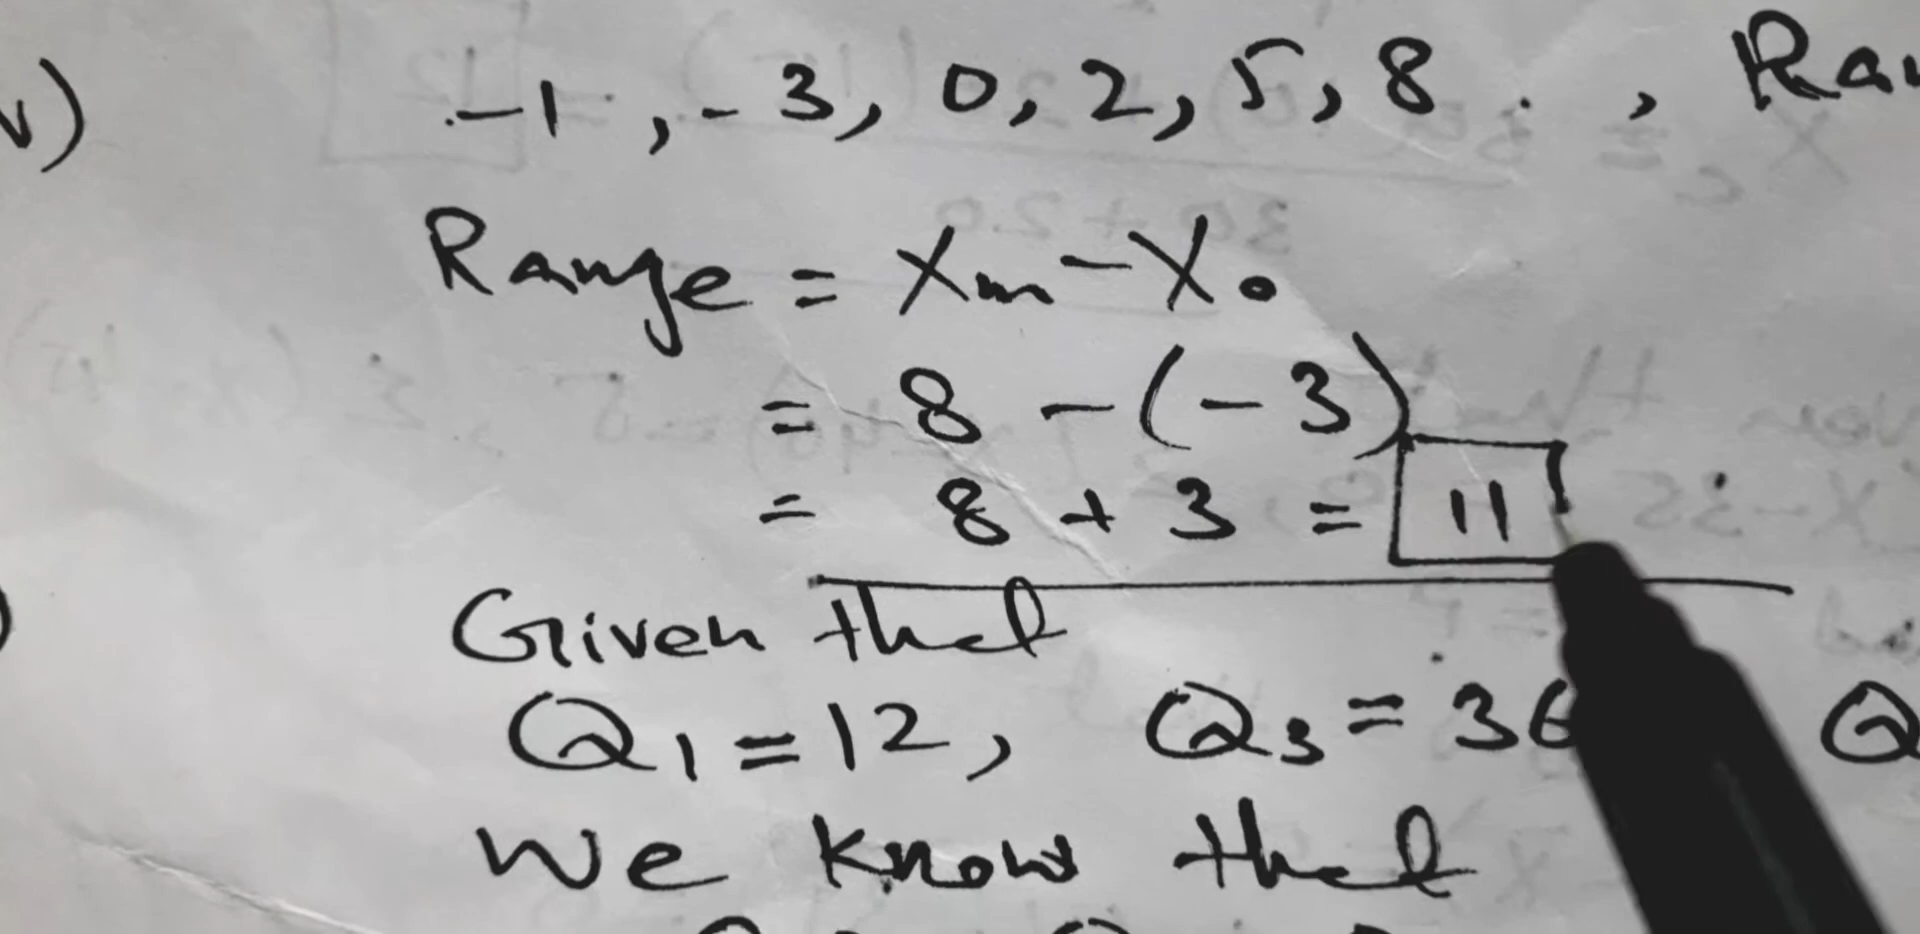 v) -1, -3, 0, 2, 5, 8 . ,
Range = Xm - X0
= 8 - (-3)
= 8 + 3 = 11
Given that
Q1 = 12, Q3 = 36 Q
We know that